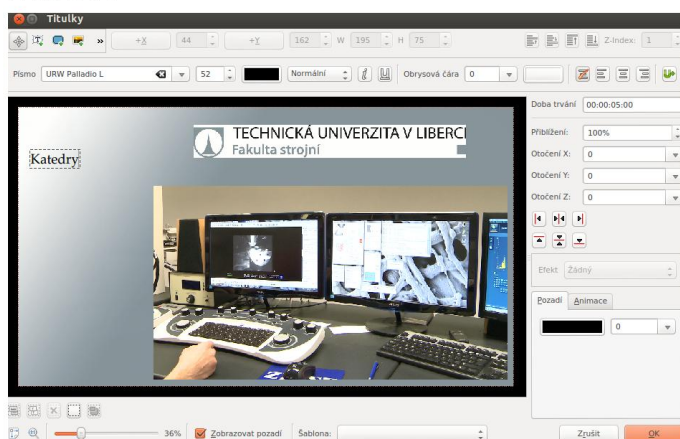 Titulky
» +X 44 +Y 162 W 195 H 75 Z-Index: 1
Písmo URW Palladio L 52 Normální Obrysová čára 0
Doba trvání 00:00:05:00
Přiblížení: 100%
Otočení X: 0
Otočení Y: 0
Otočení Z: 0
Efekt Žádný
Pozadí Animace
0
TECHNICKÁ UNIVERZITA V LIBERCI
Fakulta strojní
Katedry
36% Zobrazovat pozadí Šablona:
Zrušit OK